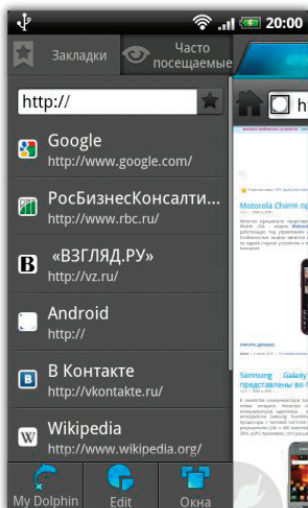 20:00
Закладки
Часто
посещаемые
http://
h
Google
http://www.google.com/
РосБизнесКонсалти...
http://www.rbc.ru/
B
«ВЗГЛЯД.РУ»
http://vz.ru/
Android
http://
B
В Контакте
http://vkontakte.ru/
W
Wikipedia
http://www.wikipedia.org/
My Dolphin
Edit
Окна
Motorola Charm пр
Samsung Galaxy
представлены во